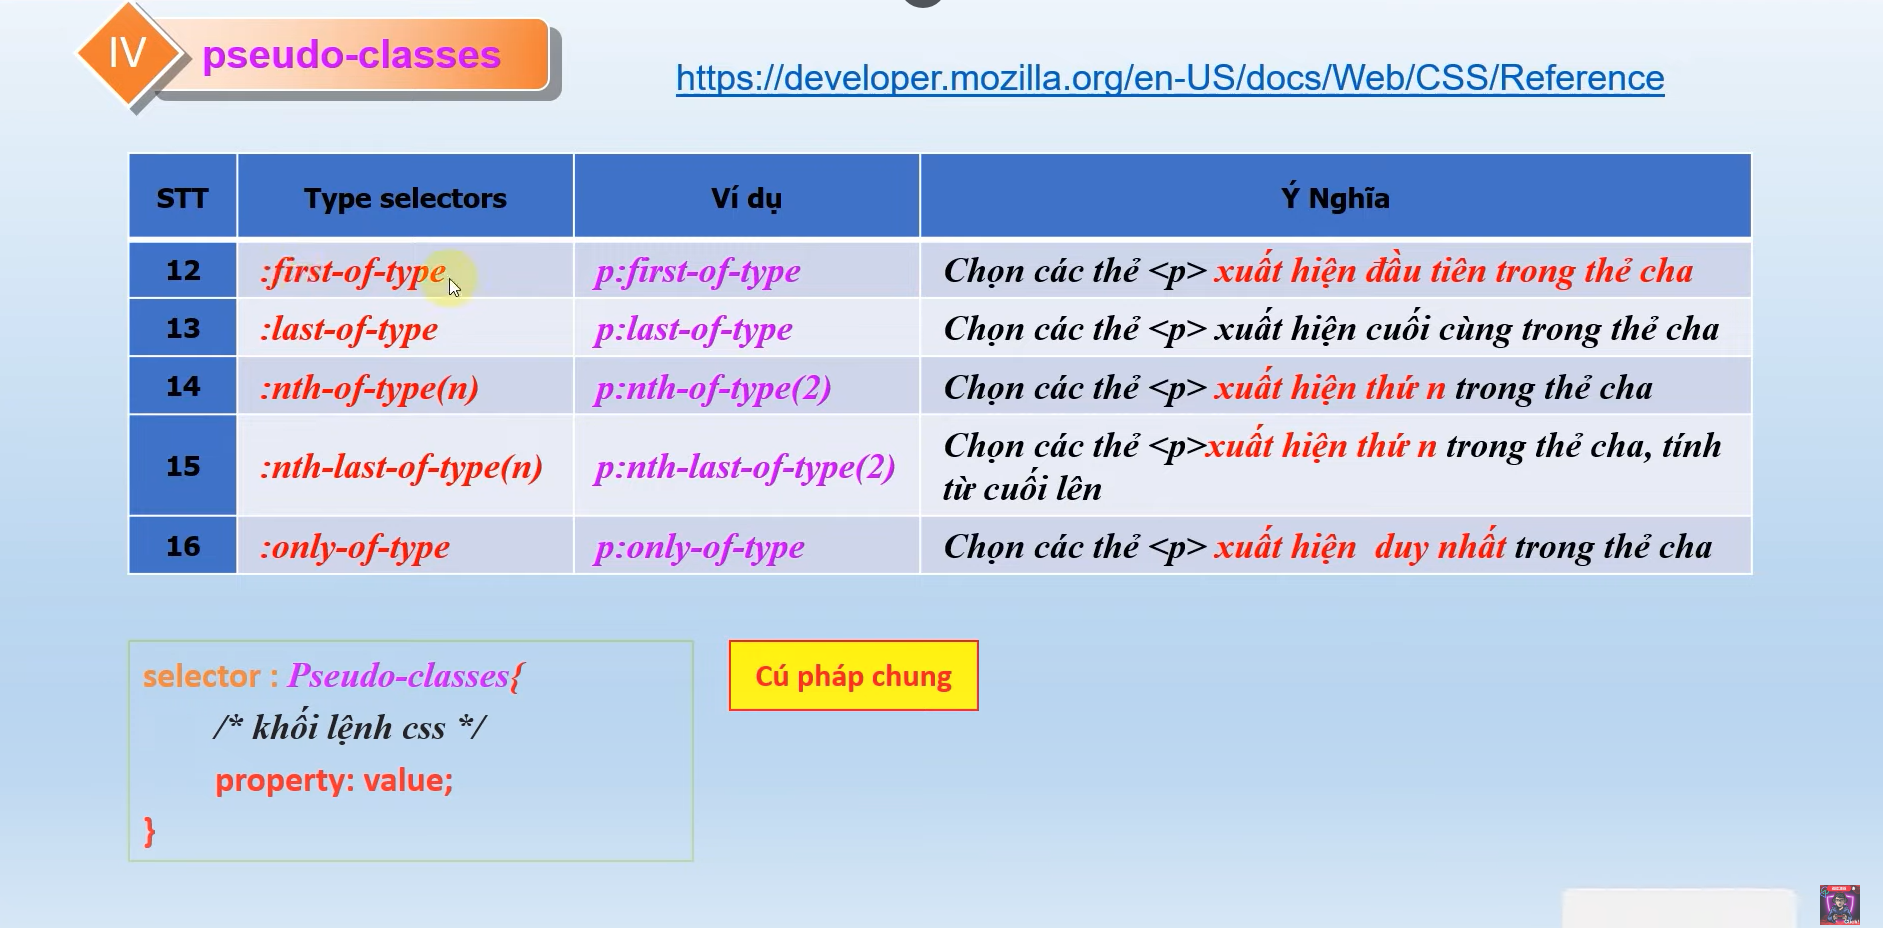 IV
pseudo-classes
https://developer.mozilla.org/en-US/docs/Web/CSS/Reference
STT Type selectors Ví dụ Ý Nghĩa
12 :first-of-type p:first-of-type Chọn các thẻ <p> xuất hiện đầu tiên trong thẻ cha
13 :last-of-type p:last-of-type Chọn các thẻ <p> xuất hiện cuối cùng trong thẻ cha
14 :nth-of-type(n) p:nth-of-type(2) Chọn các thẻ <p> xuất hiện thứ n trong thẻ cha
15 :nth-last-of-type(n) p:nth-last-of-type(2) Chọn các thẻ <p>xuất hiện thứ n trong thẻ cha, tính
từ cuối lên
16 :only-of-type p:only-of-type Chọn các thẻ <p> xuất hiện duy nhất trong thẻ cha
selector : Pseudo-classes{
/* khối lệnh css */
property: value;
}
Cú pháp chung